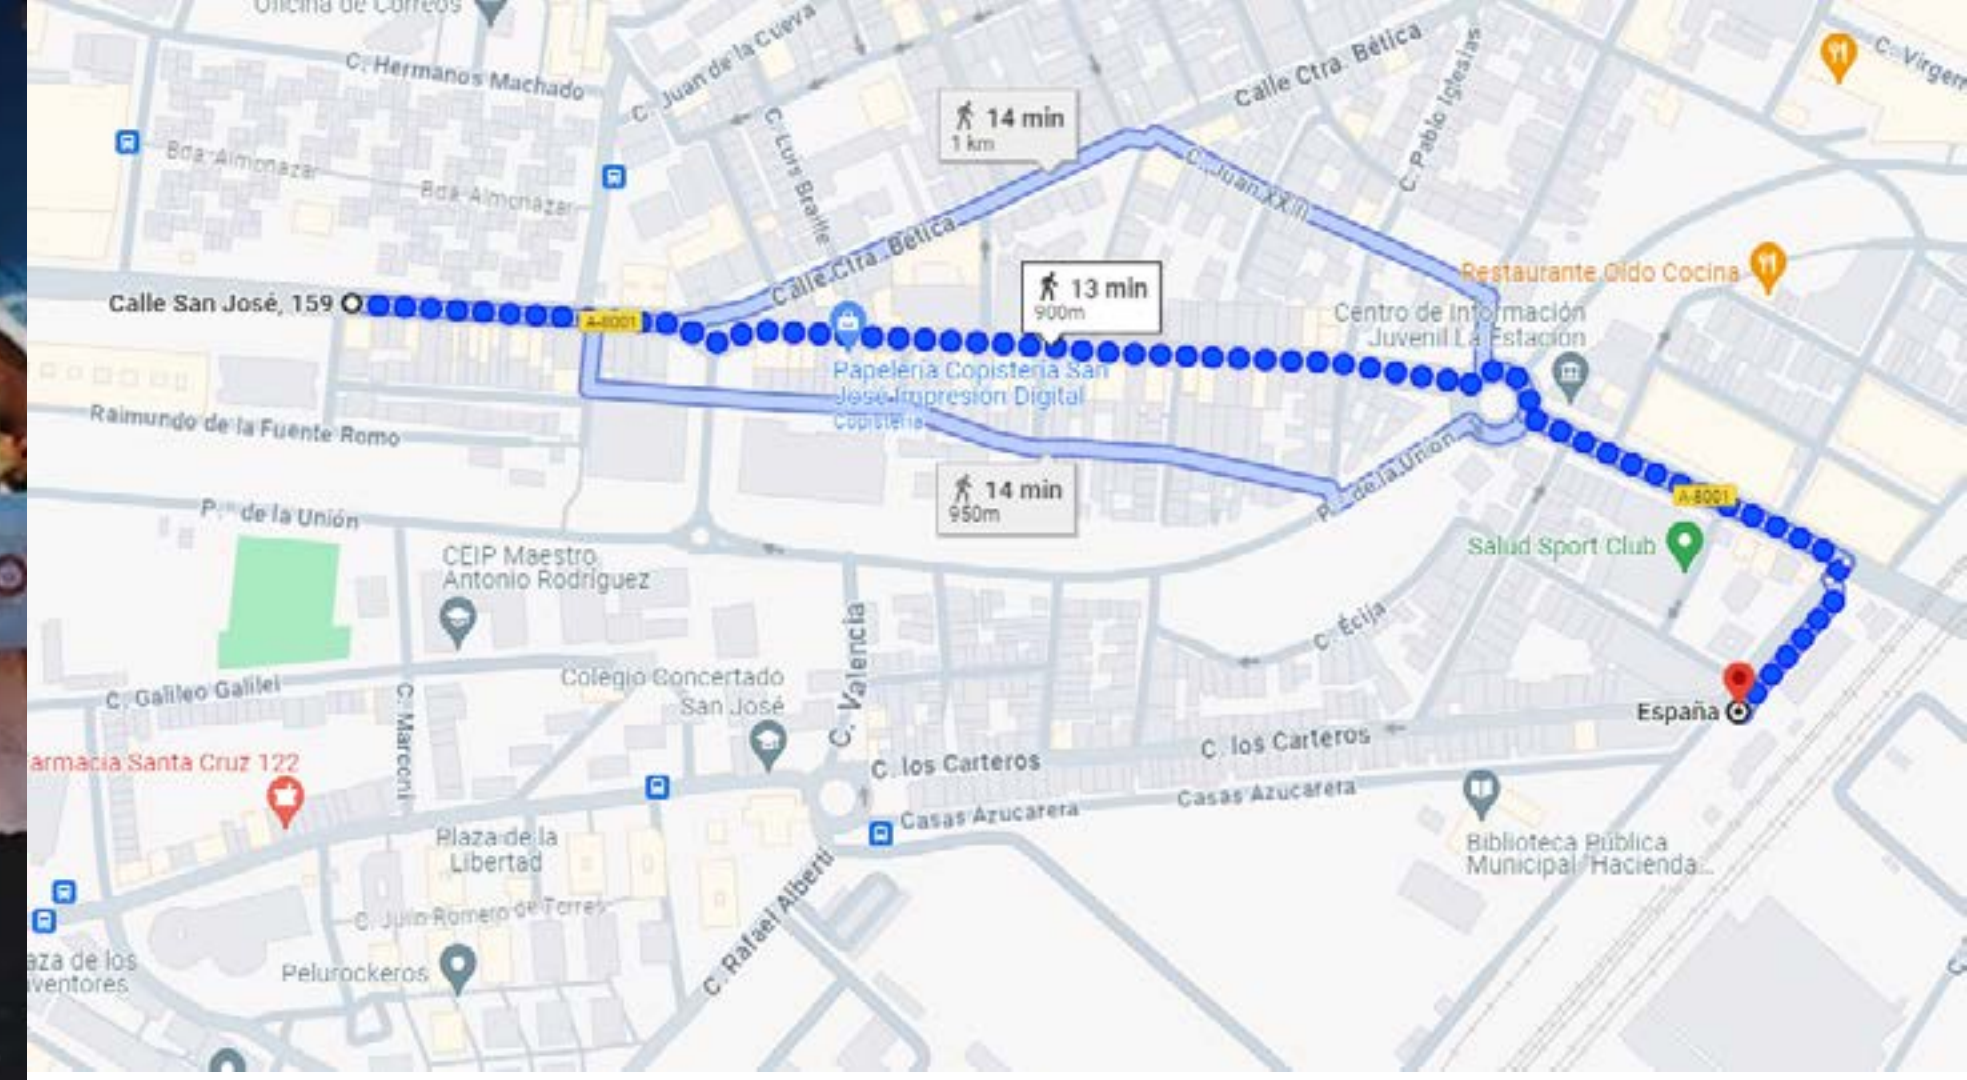 Oficina de Correos
C. Hermanos Machado
C. Juan de la Cueva
Calle Ctra. Bética
C. Pablo Iglesias
C. Virgen
Bda. Almonazar
Bda. Almonazar
C. Luis Braille
14 min
1 km
C. Juan XXIII
Calle Ctra. Bética
Restaurante Oído Cocina
Calle San José, 159
A-8001
13 min
900m
Centro de Información
Juvenil La Estación
Papelería Copistería San
José Impresión Digital
Copistería
Raimundo de la Fuente Romo
P.º de la Unión
14 min
950m
A-8001
P.º de la Unión
Salud Sport Club
CEIP Maestro
Antonio Rodríguez
C. Écija
C. Valencia
C. Galileo Galilei
C. Marconi
Colegio Concertado
San José
España
C. los Carteros
C. los Carteros
armacia Santa Cruz 122
Casas Azucarera
Casas Azucarera
Plaza de la
Libertad
Biblioteca Pública
Municipal "Hacienda...
C. Rafael Alberti
C. Julio Romero de Torres
aza de los
ventores
Pelurockeros